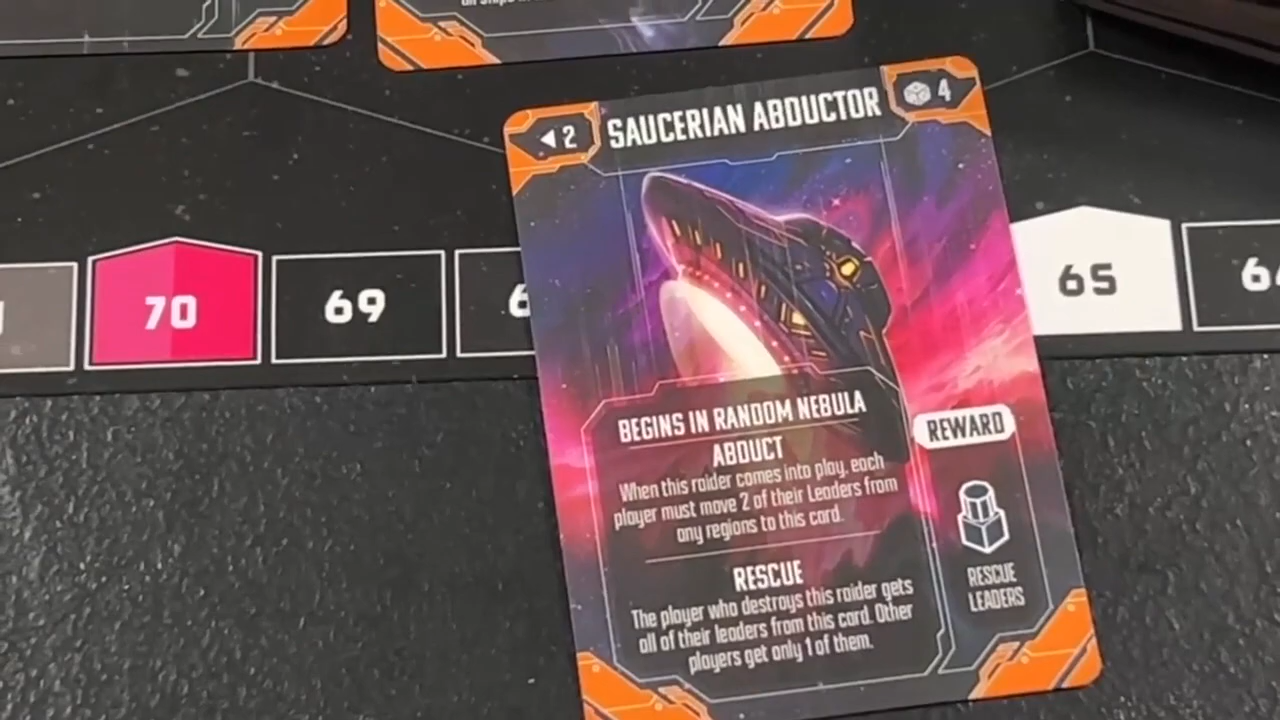 2
SAUCERIAN ABDUCTOR
4
70
69
65
BEGINS IN RANDOM NEBULA
ABDUCT
When this raider comes into play, each
player must move 2 of their Leaders from
any regions to this card.
RESCUE
The player who destroys this raider gets
all of their leaders from this card. Other
players get only 1 of them.
REWARD
RESCUE
LEADERS